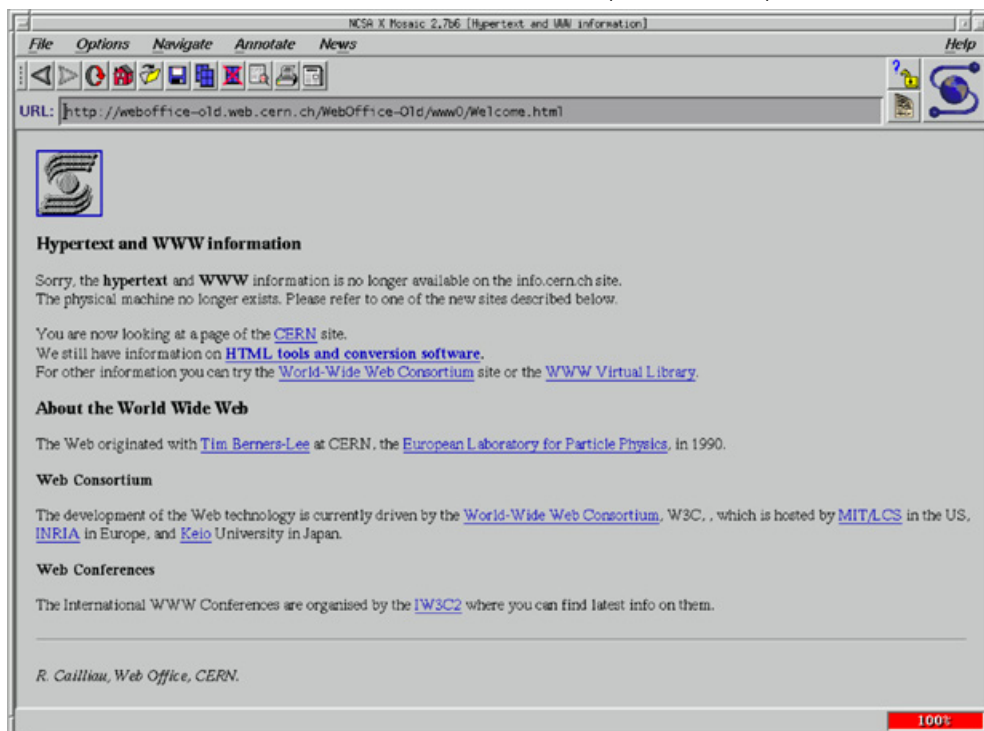 NCSA X Mosaic 2.7b6 [Hypertext and WWW information]
File Options Navigate Annotate News Help
URL: http://weboffice-old.web.cern.ch/WebOffice-Old/www0/Welcome.html
Hypertext and WWW information
Sorry, the hypertext and WWW information is no longer available on the info.cern.ch site.
The physical machine no longer exists. Please refer to one of the new sites described below.
You are now looking at a page of the CERN site.
We still have information on HTML tools and conversion software.
For other information you can try the World-Wide Web Consortium site or the WWW Virtual Library.
About the World Wide Web
The Web originated with Tim Berners-Lee at CERN, the European Laboratory for Particle Physics, in 1990.
Web Consortium
The development of the Web technology is currently driven by the World-Wide Web Consortium, W3C, , which is hosted by MIT/LCS in the US,
INRIA in Europe, and Keio University in Japan.
Web Conferences
The International WWW Conferences are organised by the IW3C2 where you can find latest info on them.
R. Cailliau, Web Office, CERN.
100%